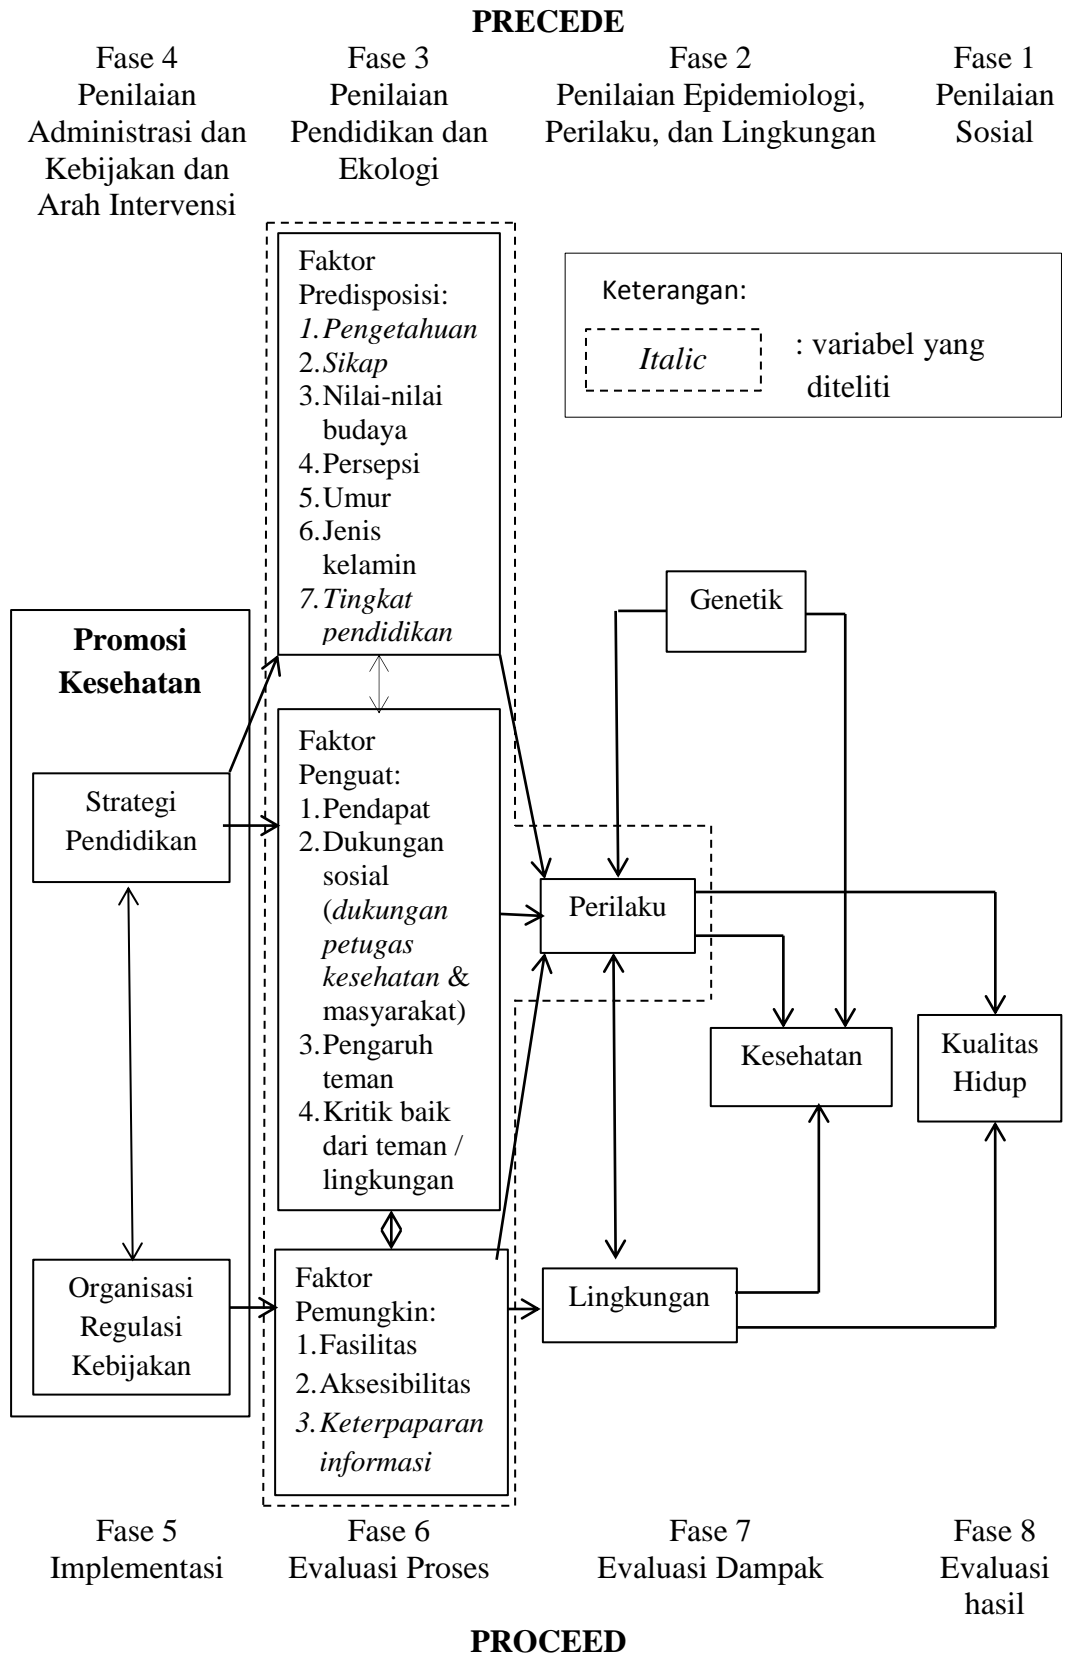 PRECEDE
Fase 4
Penilaian
Administrasi dan
Kebijakan dan
Arah Intervensi
Fase 3
Penilaian
Pendidikan dan
Ekologi
Fase 2
Penilaian Epidemiologi,
Perilaku, dan Lingkungan
Fase 1
Penilaian
Sosial
Faktor
Predisposisi:
1. Pengetahuan
2. Sikap
3. Nilai-nilai
budaya
4. Persepsi
5. Umur
6. Jenis
kelamin
7. Tingkat
pendidikan
Keterangan:
Italic
: variabel yang
diteliti
Genetik
Promosi
Kesehatan
Strategi
Pendidikan
Faktor
Penguat:
1. Pendapat
2. Dukungan
sosial
(dukungan
petugas
kesehatan &
masyarakat)
3. Pengaruh
teman
4. Kritik baik
dari teman /
lingkungan
Perilaku
Kesehatan
Kualitas
Hidup
Organisasi
Regulasi
Kebijakan
Faktor
Pemungkin:
1. Fasilitas
2. Aksesibilitas
3. Keterpaparan
informasi
Lingkungan
Fase 5
Implementasi
Fase 6
Evaluasi Proses
Fase 7
Evaluasi Dampak
Fase 8
Evaluasi
hasil
PROCEED